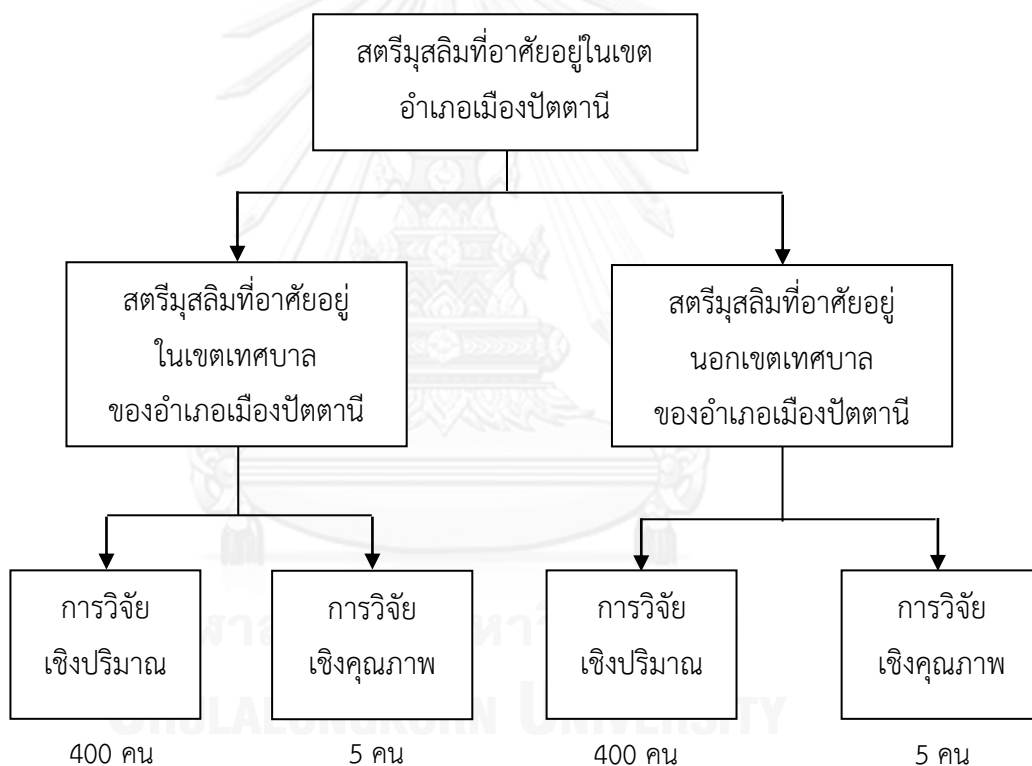 สตรีมุสลิมที่อาศัยอยู่ในเขต
อำเภอเมืองปัตตานี
สตรีมุสลิมที่อาศัยอยู่
ในเขตเทศบาล
ของอำเภอเมืองปัตตานี
สตรีมุสลิมที่อาศัยอยู่
นอกเขตเทศบาล
ของอำเภอเมืองปัตตานี
การวิจัย
เชิงปริมาณ
การวิจัย
เชิงคุณภาพ
การวิจัย
เชิงปริมาณ
การวิจัย
เชิงคุณภาพ
CHULALONGKORN UNIVERSITY
400 คน
5 คน
400 คน
5 คน